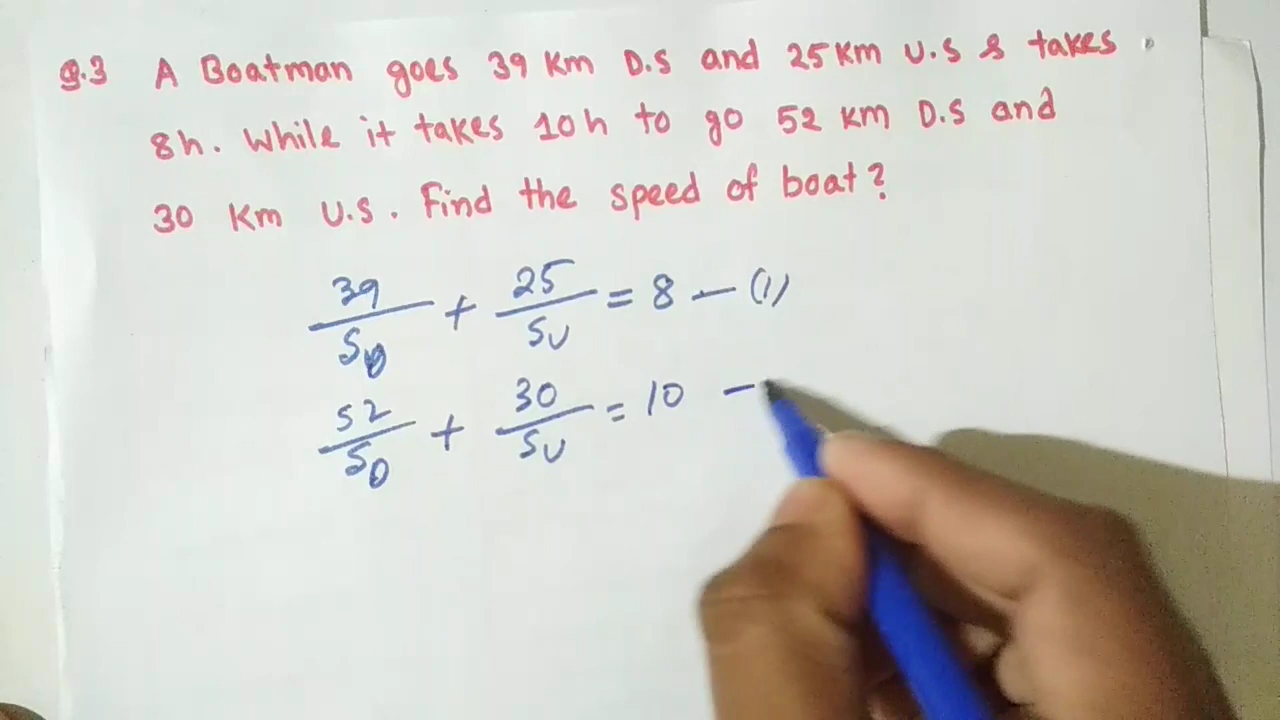 Q.3 A Boatman goes 39 Km D.S and 25 Km U.S & takes
8h. While it takes 10h to go 52 Km D.S and
30 Km U.S. Find the speed of boat?
39/SD + 25/SU = 8 — (1)
52/SD + 30/SU = 10 —